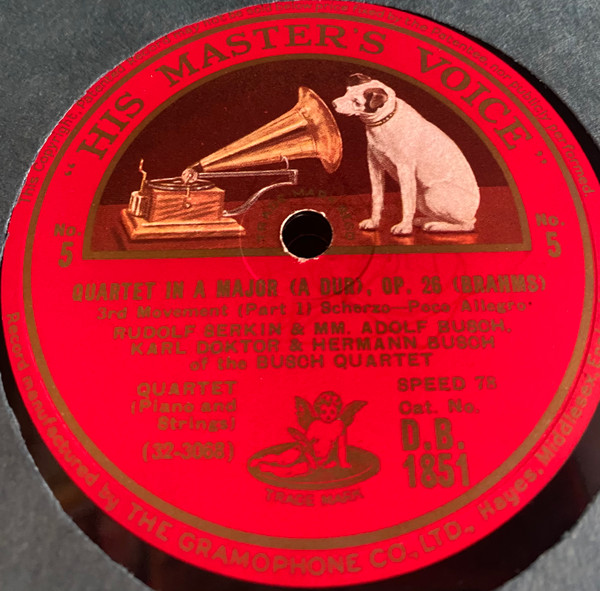 "HIS MASTER'S VOICE"
No. 5
No. 5
QUARTET IN A MAJOR (A DUR), OP. 26 (BRAHMS)
3rd Movement (Part 1) Scherzo—Poco Allegro
RUDOLF SERKIN & MM. ADOLF BUSCH,
KARL DOKTOR & HERMANN BUSCH
of the BUSCH QUARTET
QUARTET
(Piano and
Strings)
(32-3068)
SPEED 78
Cat. No.
D.B.
1851
TRADE MARK
Record manufactured by THE GRAMOPHONE CO., LTD., Hayes, Middlesex,